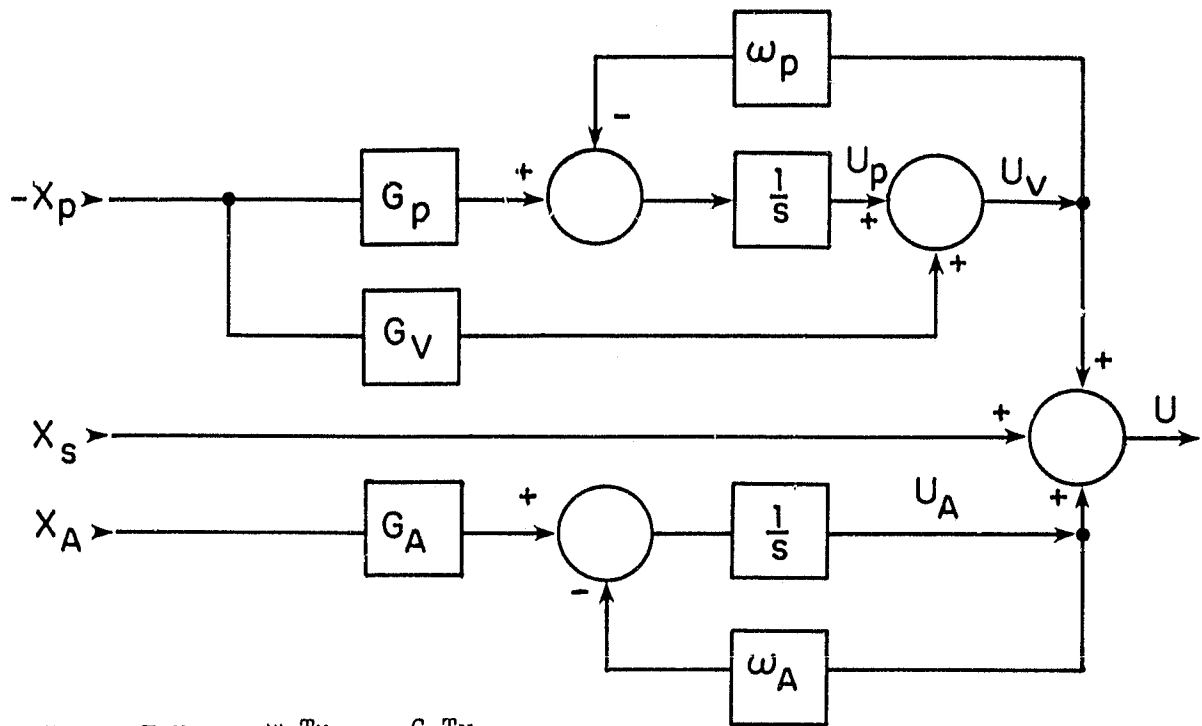 ω_p
-
-X_p
G_p
+
1/s
U_p
+
U_V
G_V
+
+
X_s
+
U
X_A
G_A
+
-
1/s
U_A
+
ω_A